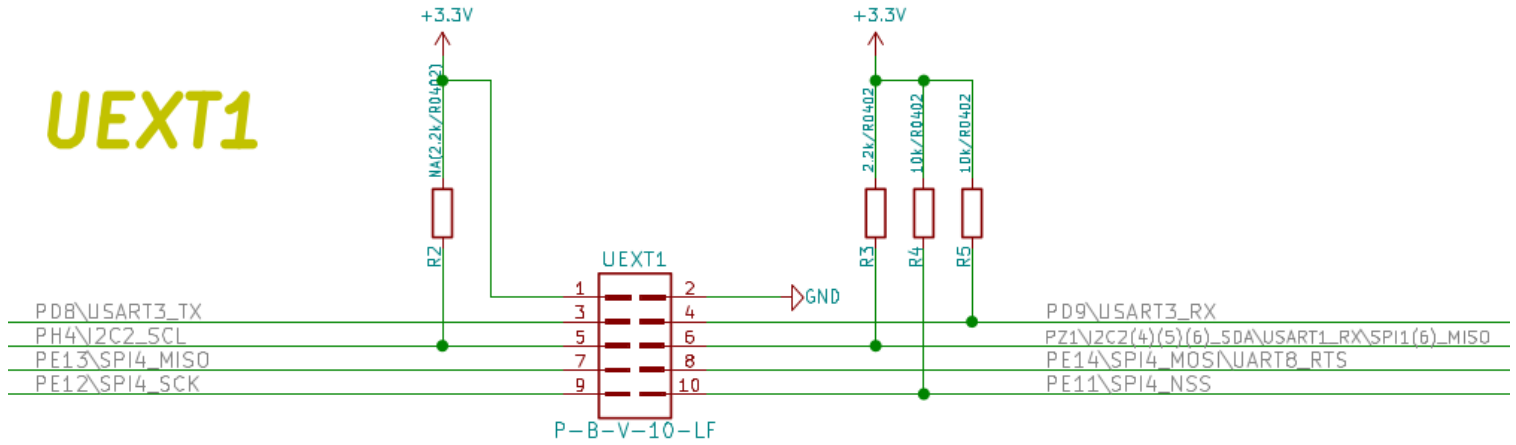 +3.3V
+3.3V
UEXT1
NA(2.2k/R0402)
2.2k/R0402
10k/R0402
10k/R0402
R2
R3
R4
R5
UEXT1
1
2
GND
PD8\USART3_TX
3
4
PD9\USART3_RX
PH4\I2C2_SCL
5
6
PZ1\I2C2(4)(5)(6)_SDA\USART1_RX\SPI1(6)_MISO
PE13\SPI4_MISO
7
8
PE14\SPI4_MOSI\UART8_RTS
PE12\SPI4_SCK
9
10
PE11\SPI4_NSS
P-B-V-10-LF